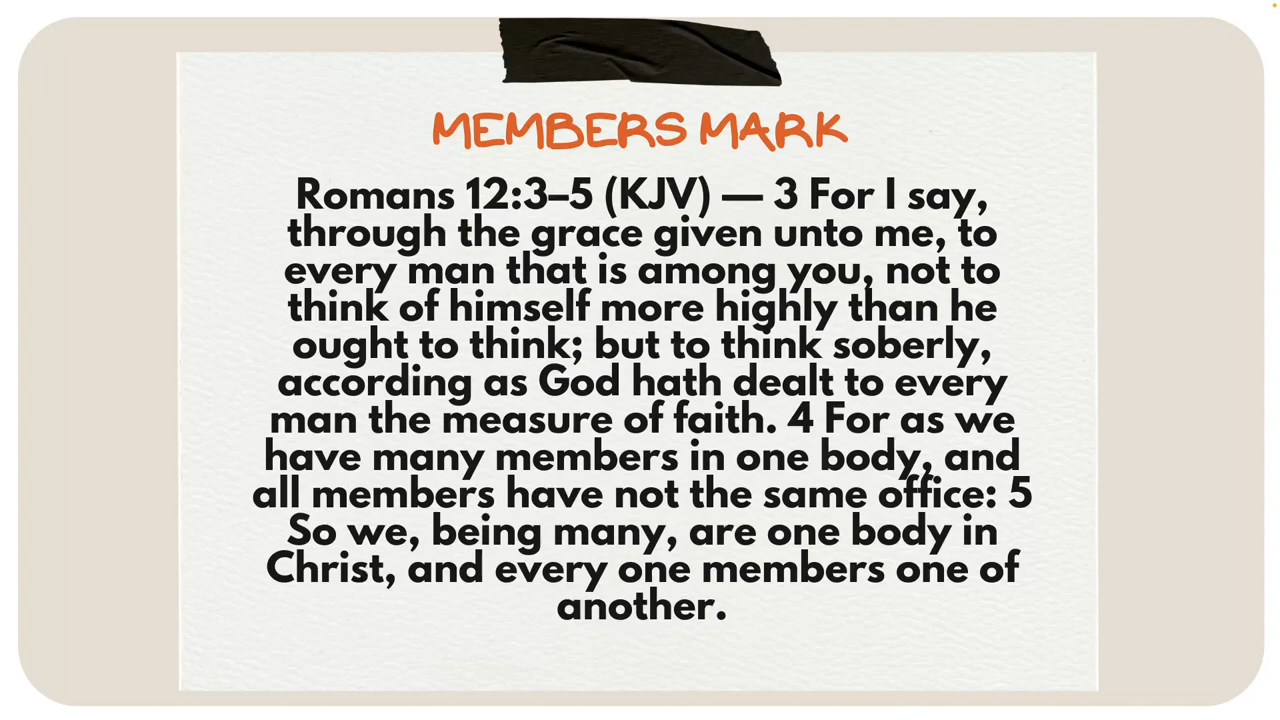 MEMBERS MARK
Romans 12:3–5 (KJV) — 3 For I say,
through the grace given unto me, to
every man that is among you, not to
think of himself more highly than he
ought to think; but to think soberly,
according as God hath dealt to every
man the measure of faith. 4 For as we
have many members in one body, and
all members have not the same office: 5
So we, being many, are one body in
Christ, and every one members one of
another.